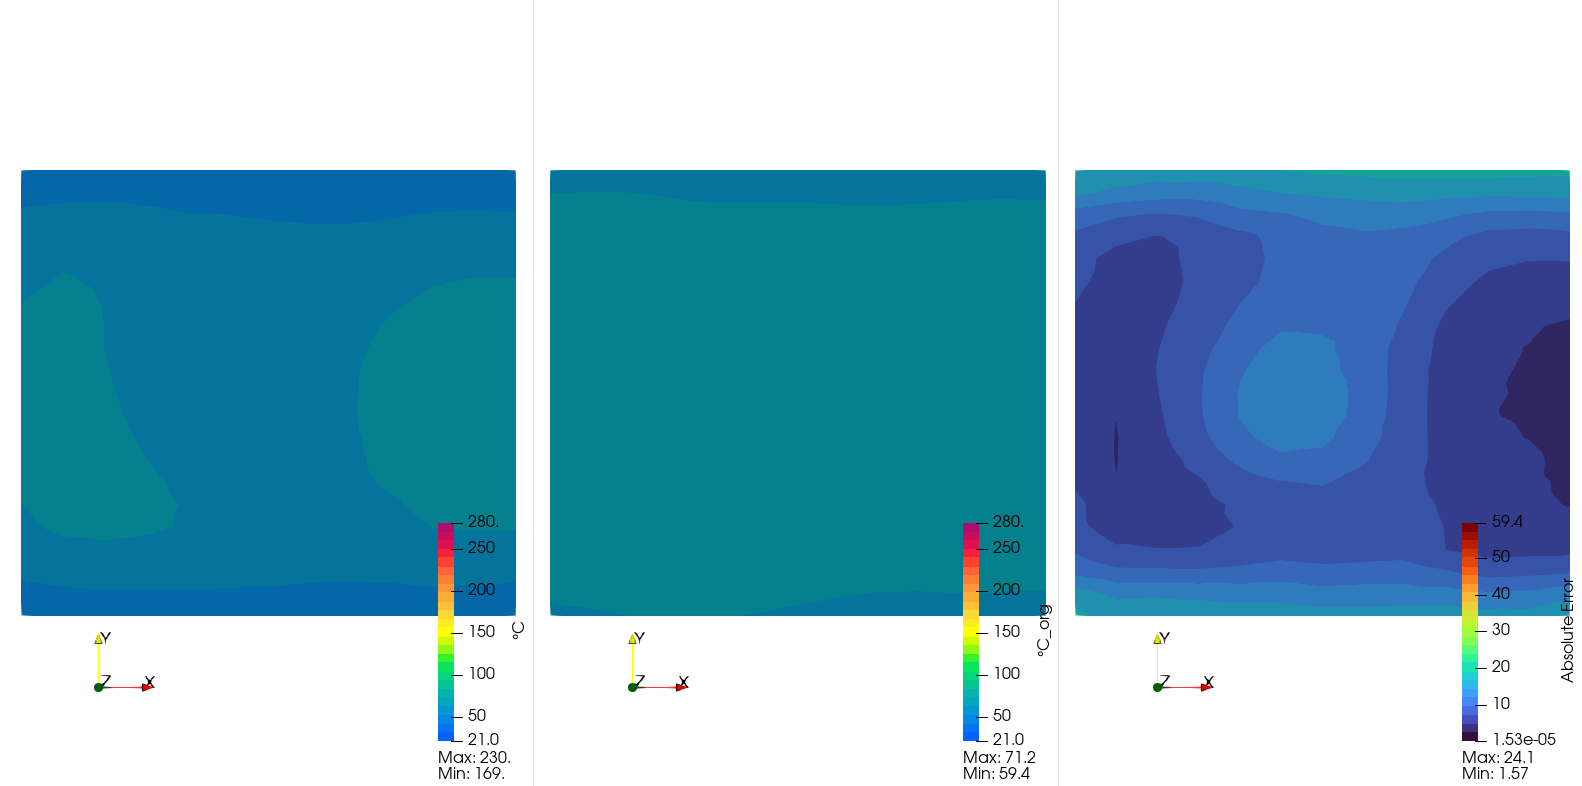 280.
250
200
150
100
50
21.0
°C
Max: 230.
Min: 169.
Y
Z
X
280.
250
200
150
100
50
21.0
°C_org
Max: 71.2
Min: 59.4
Y
Z
X
59.4
50
40
30
20
10
1.53e-05
Absolute Error
Max: 24.1
Min: 1.57
Y
Z
X